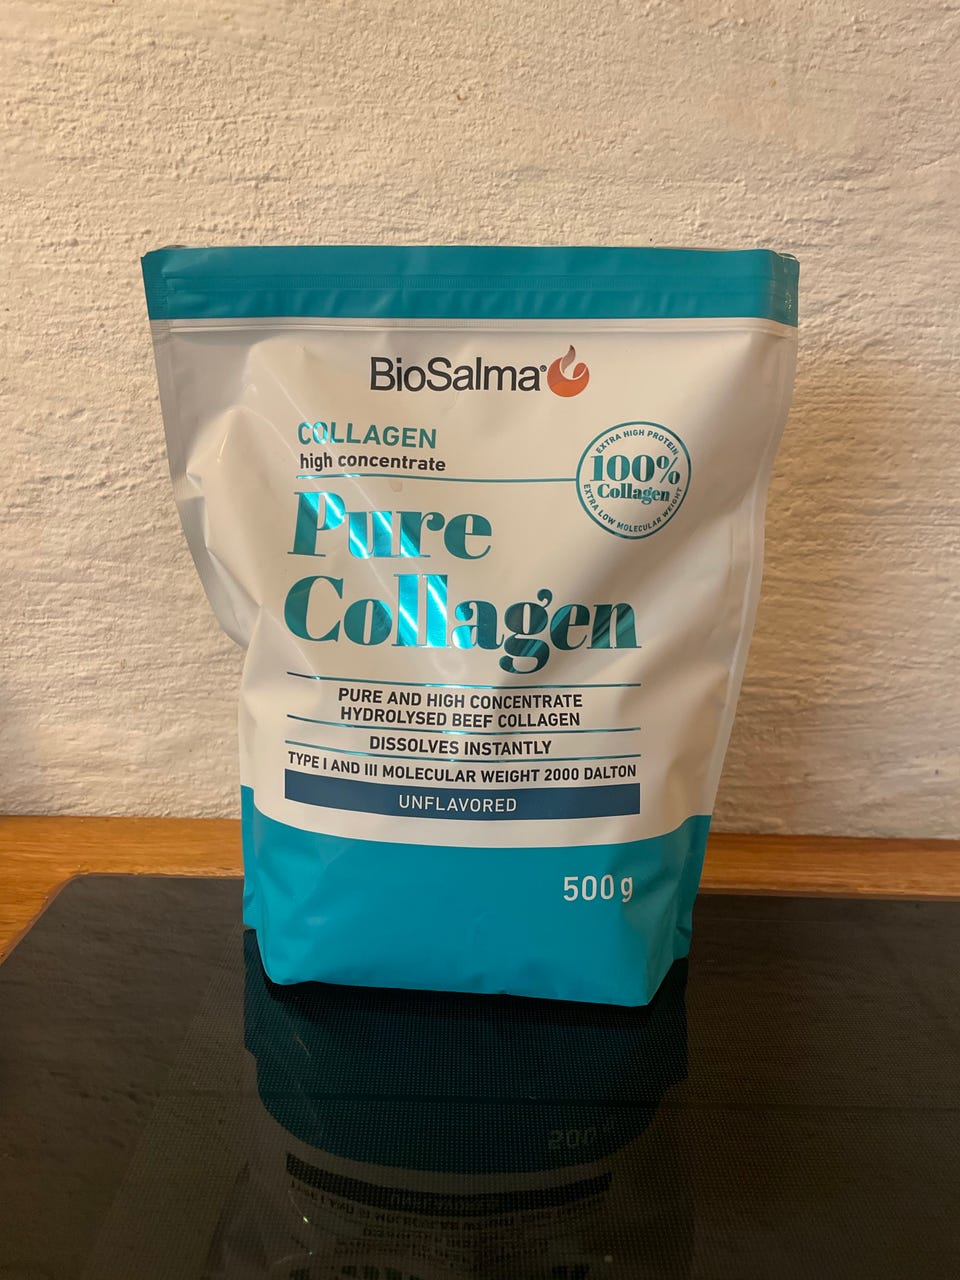 BioSalma®
COLLAGEN
high concentrate
EXTRA HIGH PROTEIN
100%
Collagen
EXTRA LOW MOLECULAR WEIGHT
Pure
Collagen
PURE AND HIGH CONCENTRATE
HYDROLYSED BEEF COLLAGEN
DISSOLVES INSTANTLY
TYPE I AND III MOLECULAR WEIGHT 2000 DALTON
UNFLAVORED
500 g